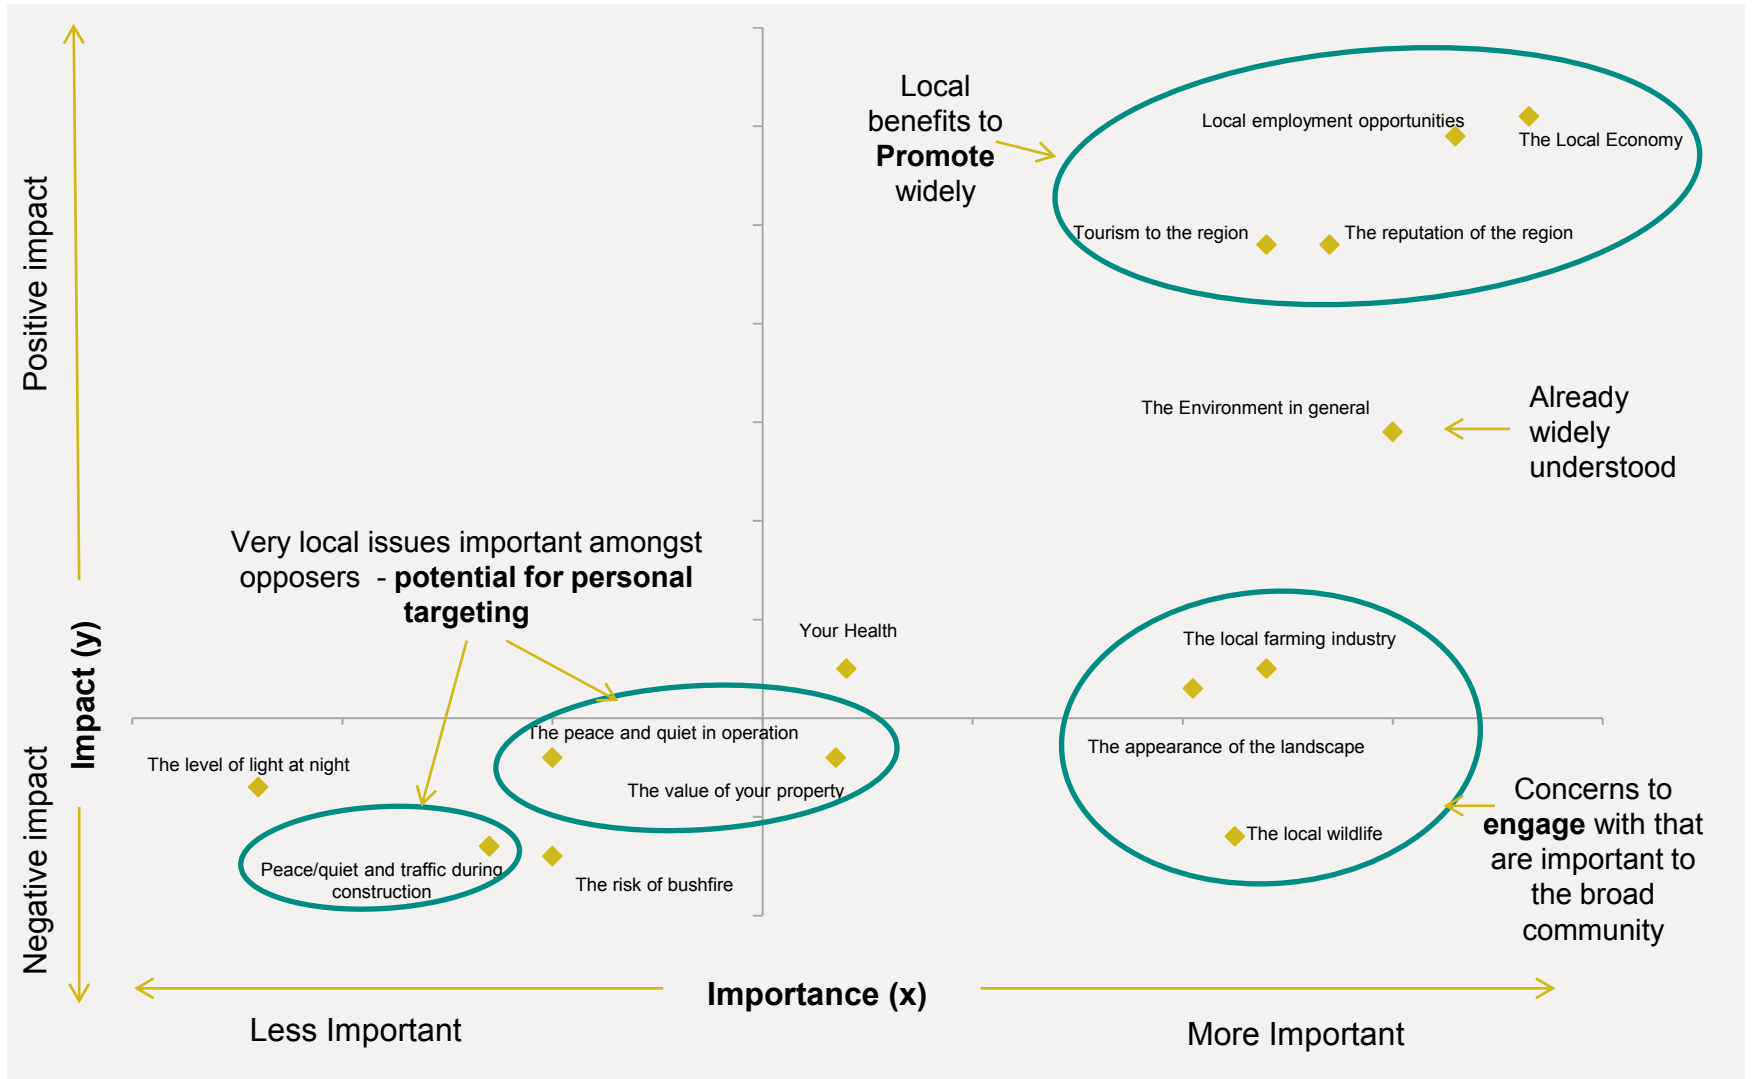 Local
benefits to
Promote
widely
Local employment opportunities
The Local Economy
Tourism to the region
The reputation of the region
Positive impact
The Environment in general
Already
widely
understood
Very local issues important amongst
opposers - potential for personal
targeting
Your Health
The local farming industry
Impact (y)
The peace and quiet in operation
The appearance of the landscape
The level of light at night
The value of your property
Concerns to
engage with that
are important to
the broad
community
The local wildlife
Peace/quiet and traffic during
construction
The risk of bushfire
Negative impact
Importance (x)
Less Important
More Important